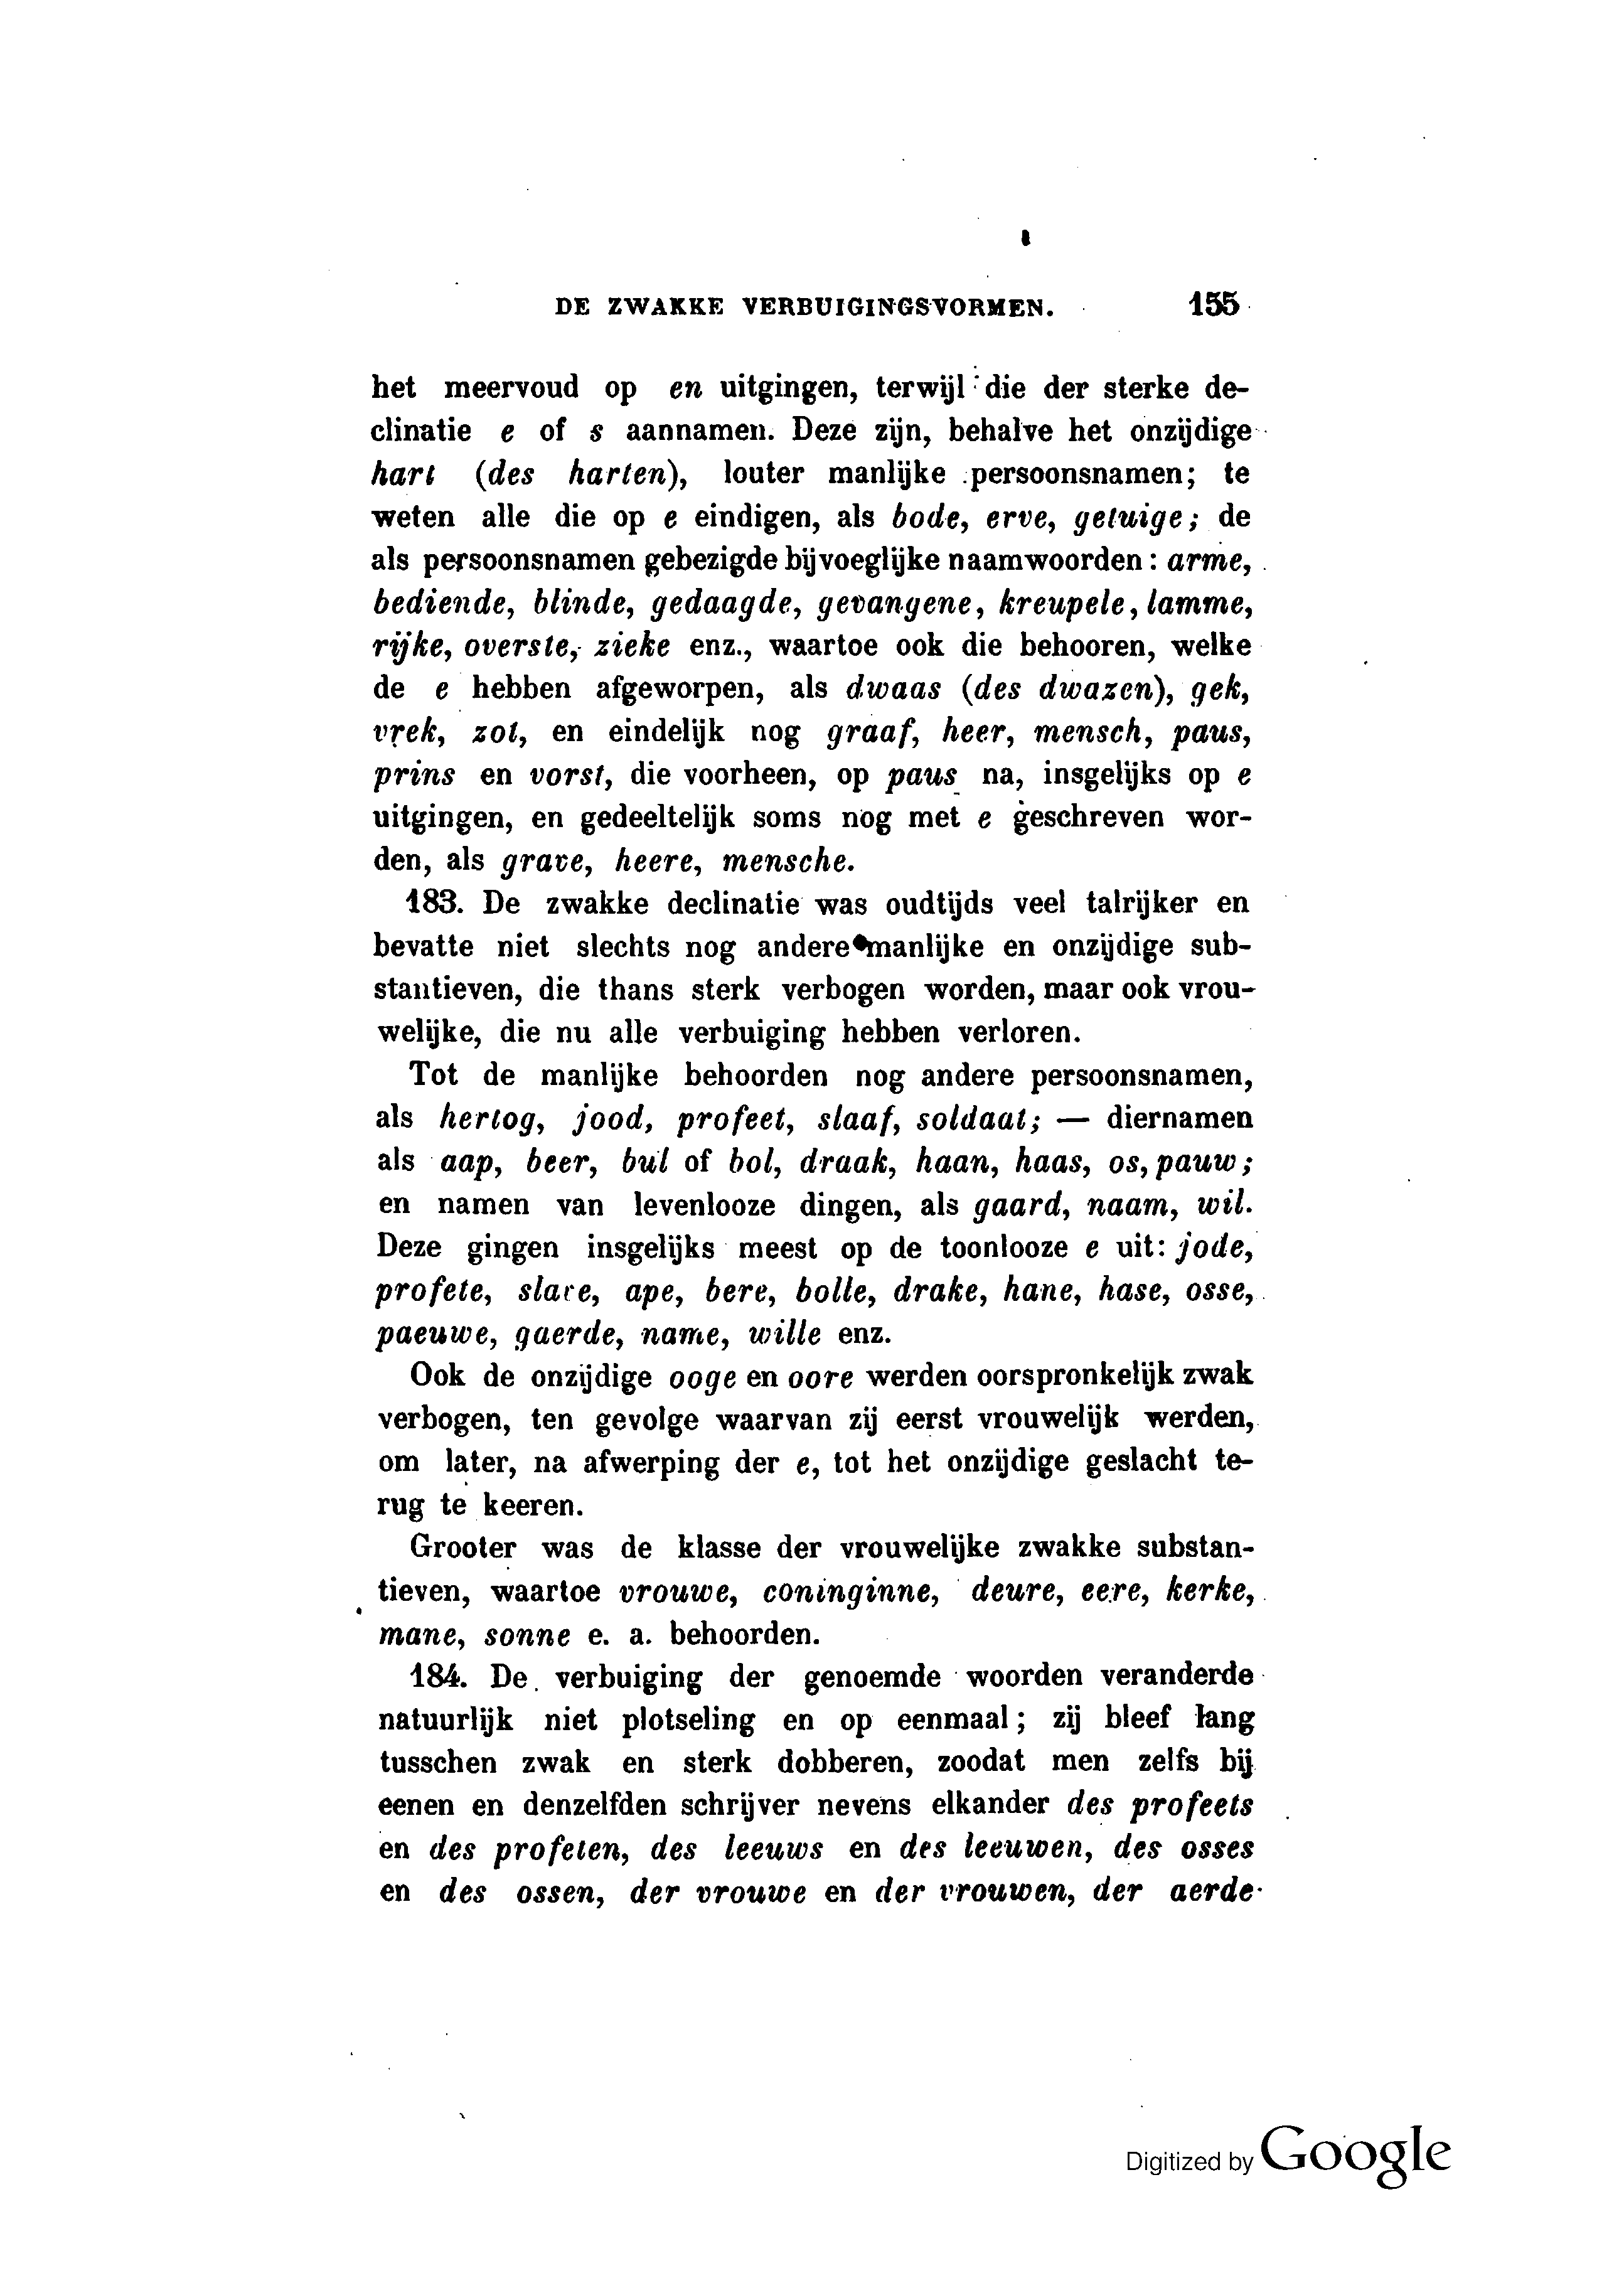 DE ZWAKKE VERBUIGINGSVORMEN. 155
het meervoud op en uitgingen, terwijl die der sterke de-
clinatie e of s aannamen. Deze zijn, behalve het onzijdige
hart (des harten), louter manlijke persoonsnamen; te
weten alle die op e eindigen, als bode, erve, getuige; de
als persoonsnamen gebezigde bijvoeglijke naamwoorden: arme,
bediende, blinde, gedaagde, gevangene, kreupele, lamme,
rijke, overste, zieke enz., waartoe ook die behooren, welke
de e hebben afgeworpen, als dwaas (des dwazen), gek,
vrek, zot, en eindelijk nog graaf, heer, mensch, paus,
prins en vorst, die voorheen, op paus na, insgelijks op e
uitgingen, en gedeeltelijk soms nog met e geschreven wor-
den, als grave, heere, mensche.
183. De zwakke declinatie was oudtijds veel talrijker en
bevatte niet slechts nog andere manlijke en onzijdige sub-
stantieven, die thans sterk verbogen worden, maar ook vrou-
welijke, die nu alle verbuiging hebben verloren.
Tot de manlijke behoorden nog andere persoonsnamen,
als hertog, jood, profeet, slaaf, soldaat; — diernamen
als aap, beer, bul of bol, draak, haan, haas, os, pauw;
en namen van levenlooze dingen, als gaard, naam, wil.
Deze gingen insgelijks meest op de toonlooze e uit: jode,
profete, slave, ape, bere, bolle, drake, hane, hase, osse,
paeuwe, gaerde, name, wille enz.
Ook de onzijdige ooge en oore werden oorspronkelijk zwak
verbogen, ten gevolge waarvan zij eerst vrouwelijk werden,
om later, na afwerping der e, tot het onzijdige geslacht te-
rug te keeren.
Grooter was de klasse der vrouwelijke zwakke substan-
tieven, waartoe vrouwe, coninginne, deure, eere, kerke,
mane, sonne e. a. behoorden.
184. De verbuiging der genoemde woorden veranderde
natuurlijk niet plotseling en op eenmaal; zij bleef lang
tusschen zwak en sterk dobberen, zoodat men zelfs bij
eenen en denzelfden schrijver nevens elkander des profeets
en des profeten, des leeuws en des leeuwen, des osses
en des ossen, der vrouwe en der vrouwen, der aerde
Digitized by Google